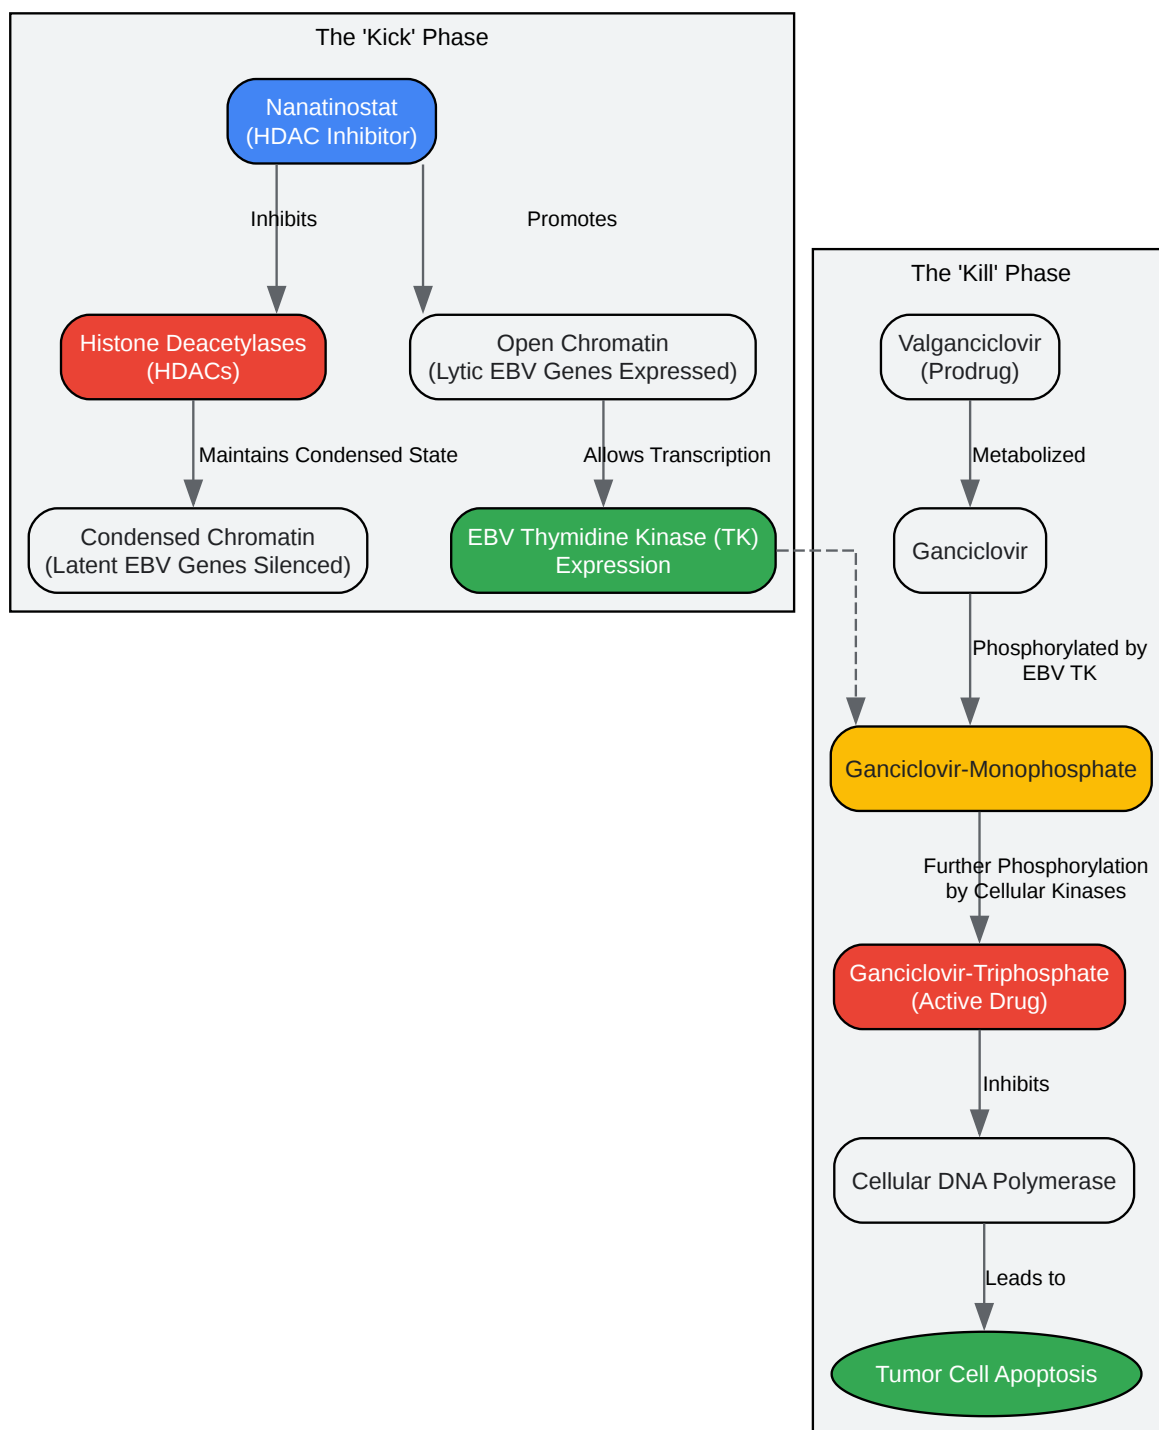 The 'Kick' Phase
Nanatinostat
(HDAC Inhibitor)
Inhibits
Promotes
Histone Deacetylases
(HDACs)
Open Chromatin
(Lytic EBV Genes Expressed)
Maintains Condensed State
Allows Transcription
Condensed Chromatin
(Latent EBV Genes Silenced)
EBV Thymidine Kinase (TK)
Expression
The 'Kill' Phase
Valganciclovir
(Prodrug)
Metabolized
Ganciclovir
Phosphorylated by
EBV TK
Ganciclovir-Monophosphate
Further Phosphorylation
by Cellular Kinases
Ganciclovir-Triphosphate
(Active Drug)
Inhibits
Cellular DNA Polymerase
Leads to
Tumor Cell Apoptosis